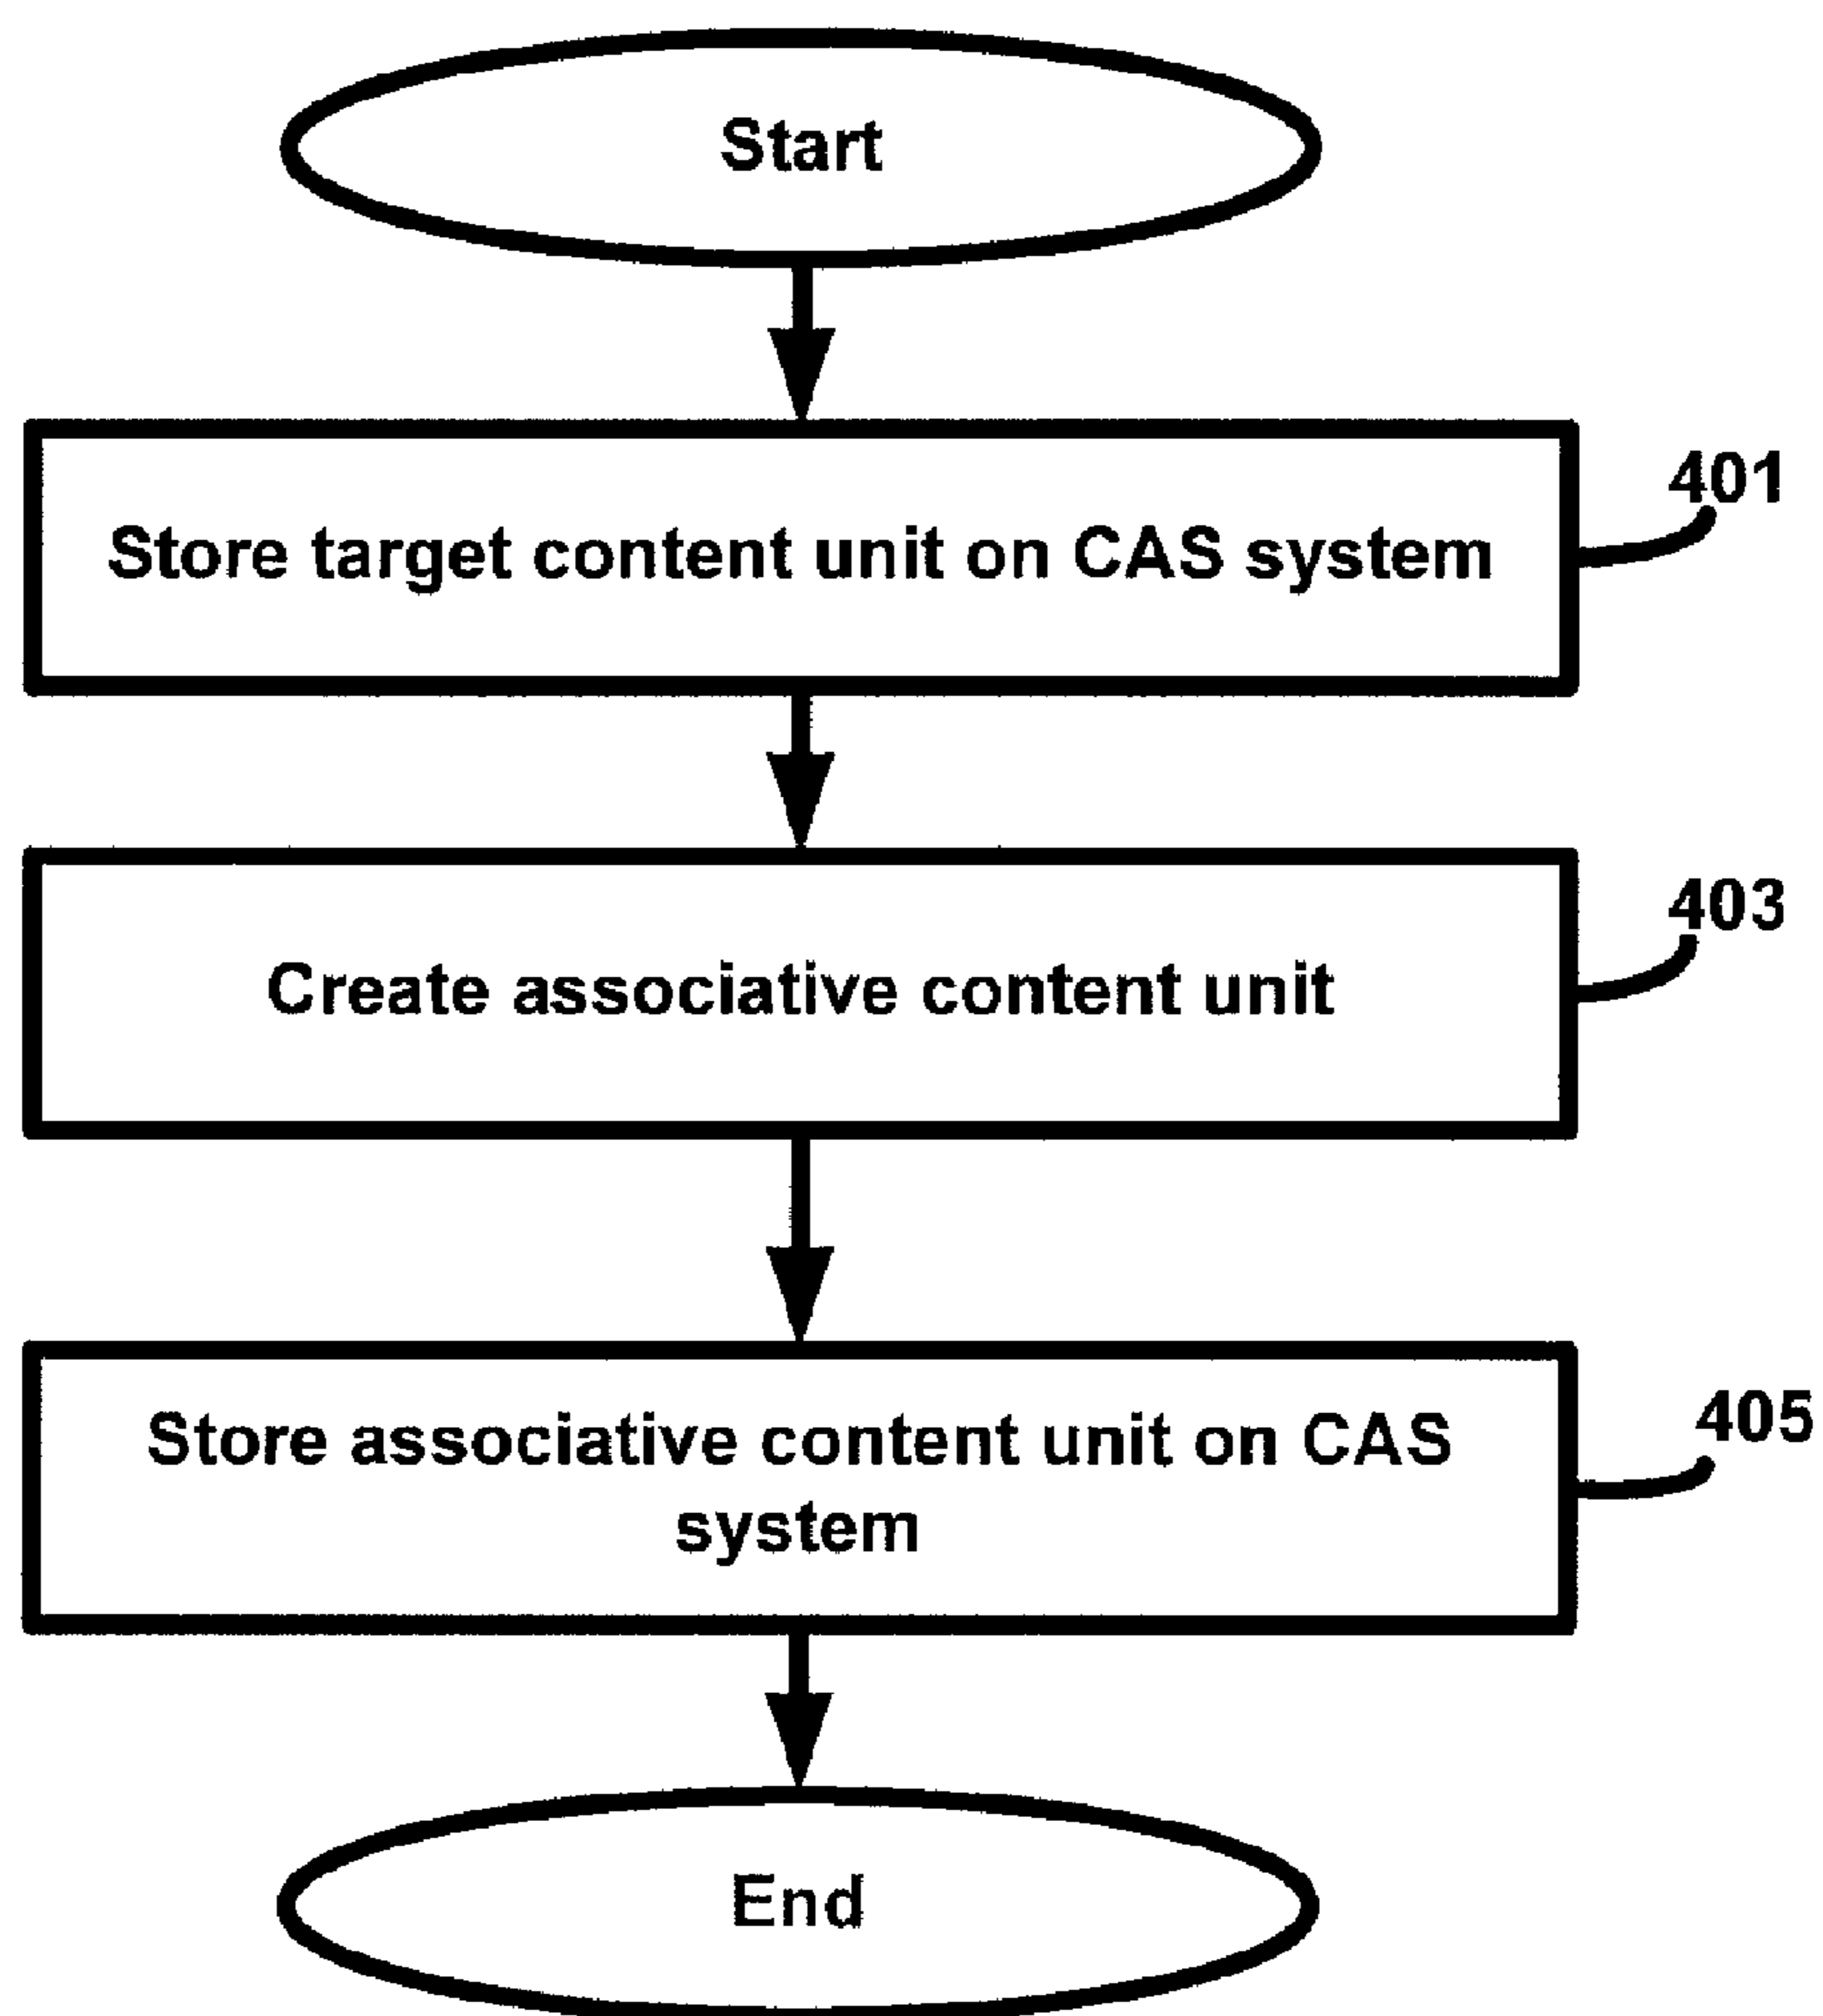 Start
401
Store target content unit on CAS system
403
Create associative content unit
405
Store associative content unit on CAS
system
End